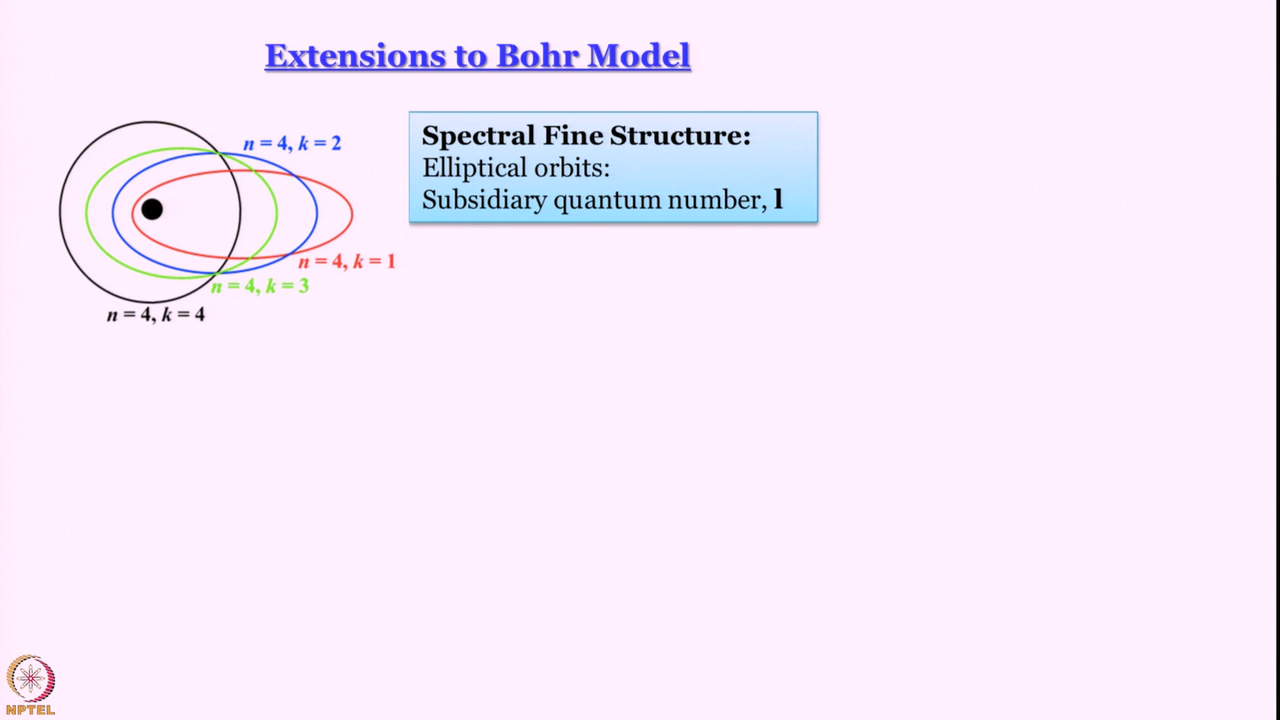 Extensions to Bohr Model
n = 4, k = 2
n = 4, k = 1
n = 4, k = 3
n = 4, k = 4
Spectral Fine Structure:
Elliptical orbits:
Subsidiary quantum number, l
NPTEL